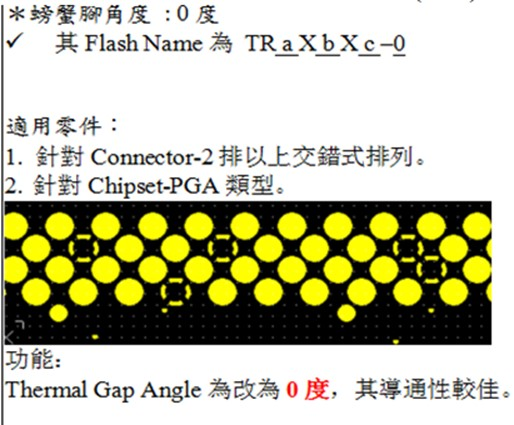 ＊螃蟹腳角度 :0 度
✓ 其 Flash Name 為 TR a X b X c –0
適用零件：
1. 針對 Connector-2 排以上交錯式排列。
2. 針對 Chipset-PGA 類型。
功能:
Thermal Gap Angle 為改為 0 度，其導通性較佳。